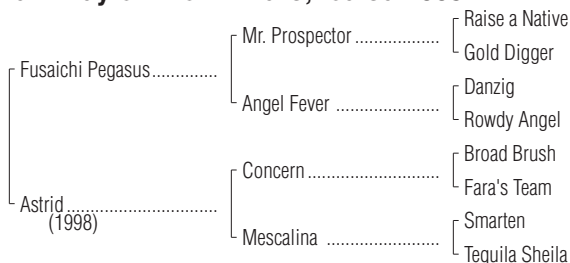 Raise a Native
Mr. Prospector
Gold Digger
Fusaichi Pegasus
Danzig
Angel Fever
Rowdy Angel
Broad Brush
Concern
Fara's Team
Astrid
(1998)
Smarten
Mescalina
Tequila Sheila